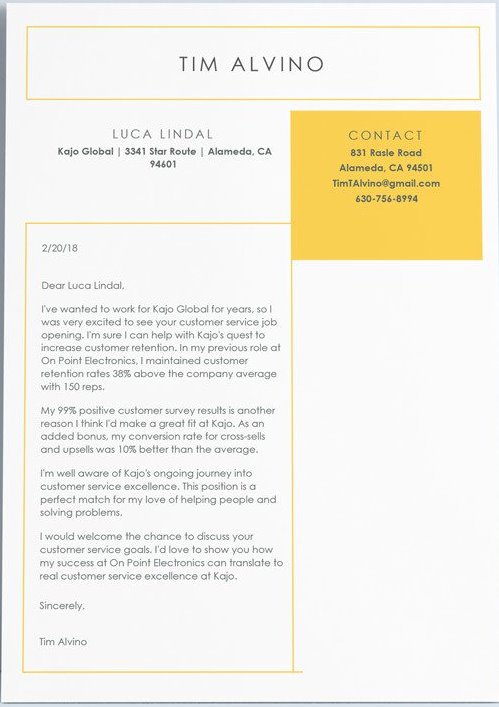 TIM ALVINO
LUCA LINDAL
Kajo Global | 3341 Star Route | Alameda, CA
94601
CONTACT
831 Rasle Road
Alameda, CA 94501
TimTAlvino@gmail.com
630-756-8994
2/20/18
Dear Luca Lindal,
I've wanted to work for Kajo Global for years, so I
was very excited to see your customer service job
opening. I'm sure I can help with Kajo's quest to
increase customer retention. In my previous role at
On Point Electronics, I maintained customer
retention rates 38% above the company average
with 150 reps.
My 99% positive customer survey results is another
reason I think I'd make a great fit at Kajo. As an
added bonus, my conversion rate for cross-sells
and upsells was 10% better than the average.
I'm well aware of Kajo's ongoing journey into
customer service excellence. This position is a
perfect match for my love of helping people and
solving problems.
I would welcome the chance to discuss your
customer service goals. I'd love to show you how
my success at On Point Electronics can translate to
real customer service excellence at Kajo.
Sincerely,
Tim Alvino